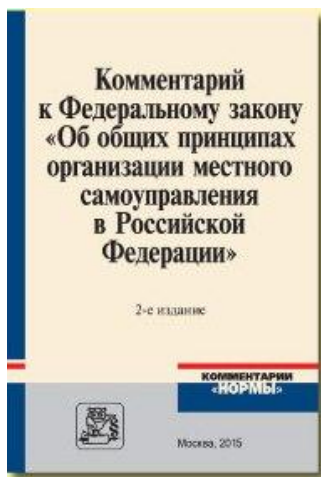 Комментарий
к Федеральному закону
«Об общих принципах
организации местного
самоуправления
в Российской
Федерации»
2-е издание
КОММЕНТАРИИ
«НОРМЫ»
Москва, 2015